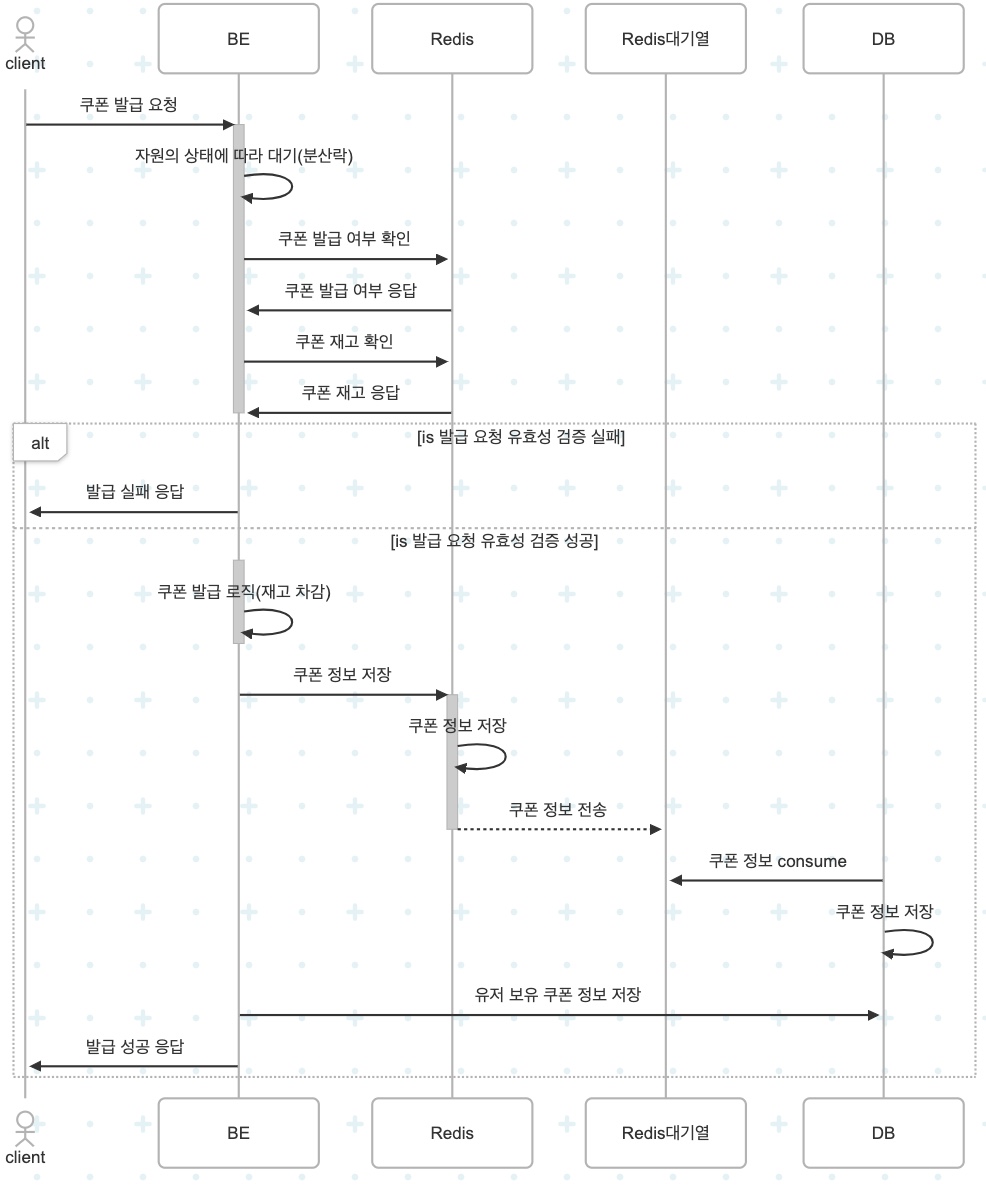 client
BE
Redis
Redis대기열
DB
쿠폰 발급 요청
자원의 상태에 따라 대기(분산락)
쿠폰 발급 여부 확인
쿠폰 발급 여부 응답
쿠폰 재고 확인
쿠폰 재고 응답
alt
[is 발급 요청 유효성 검증 실패]
발급 실패 응답
[is 발급 요청 유효성 검증 성공]
쿠폰 발급 로직(재고 차감)
쿠폰 정보 저장
쿠폰 정보 저장
쿠폰 정보 전송
쿠폰 정보 consume
쿠폰 정보 저장
유저 보유 쿠폰 정보 저장
발급 성공 응답
client
BE
Redis
Redis대기열
DB